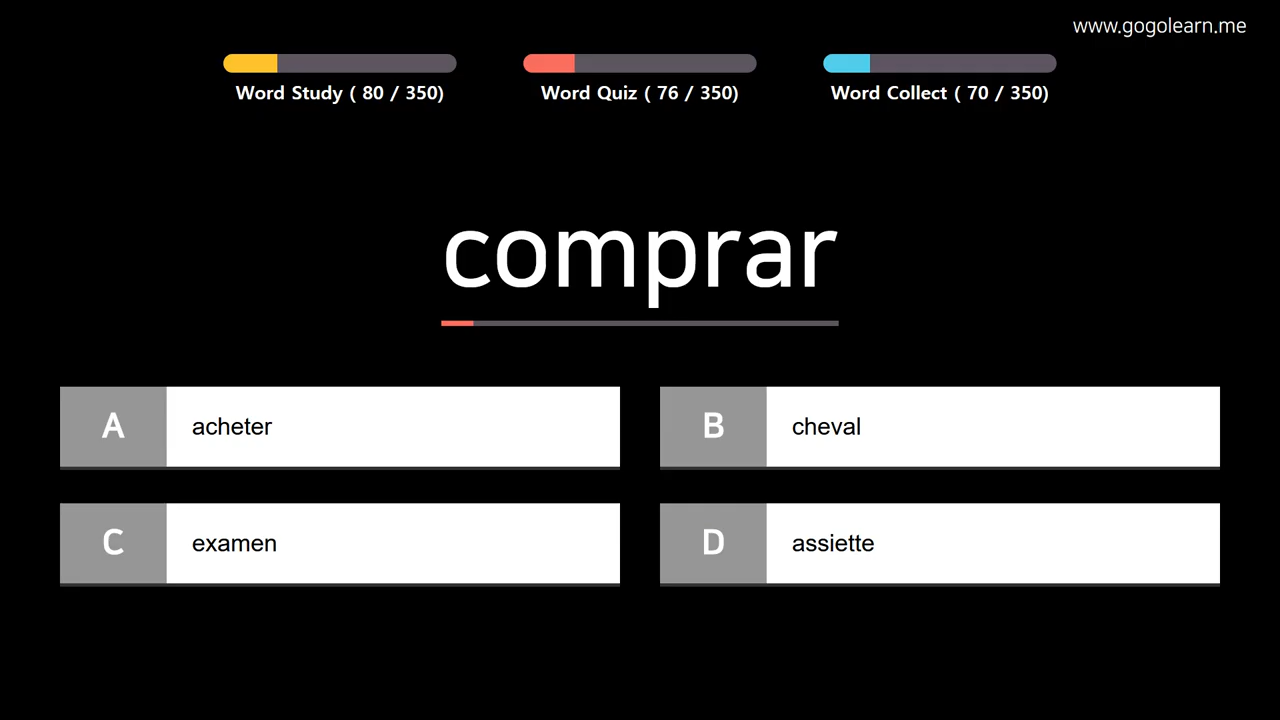 www.gogolearn.me
Word Study ( 80 / 350)
Word Quiz ( 76 / 350)
Word Collect ( 70 / 350)
comprar
A acheter
B cheval
C examen
D assiette